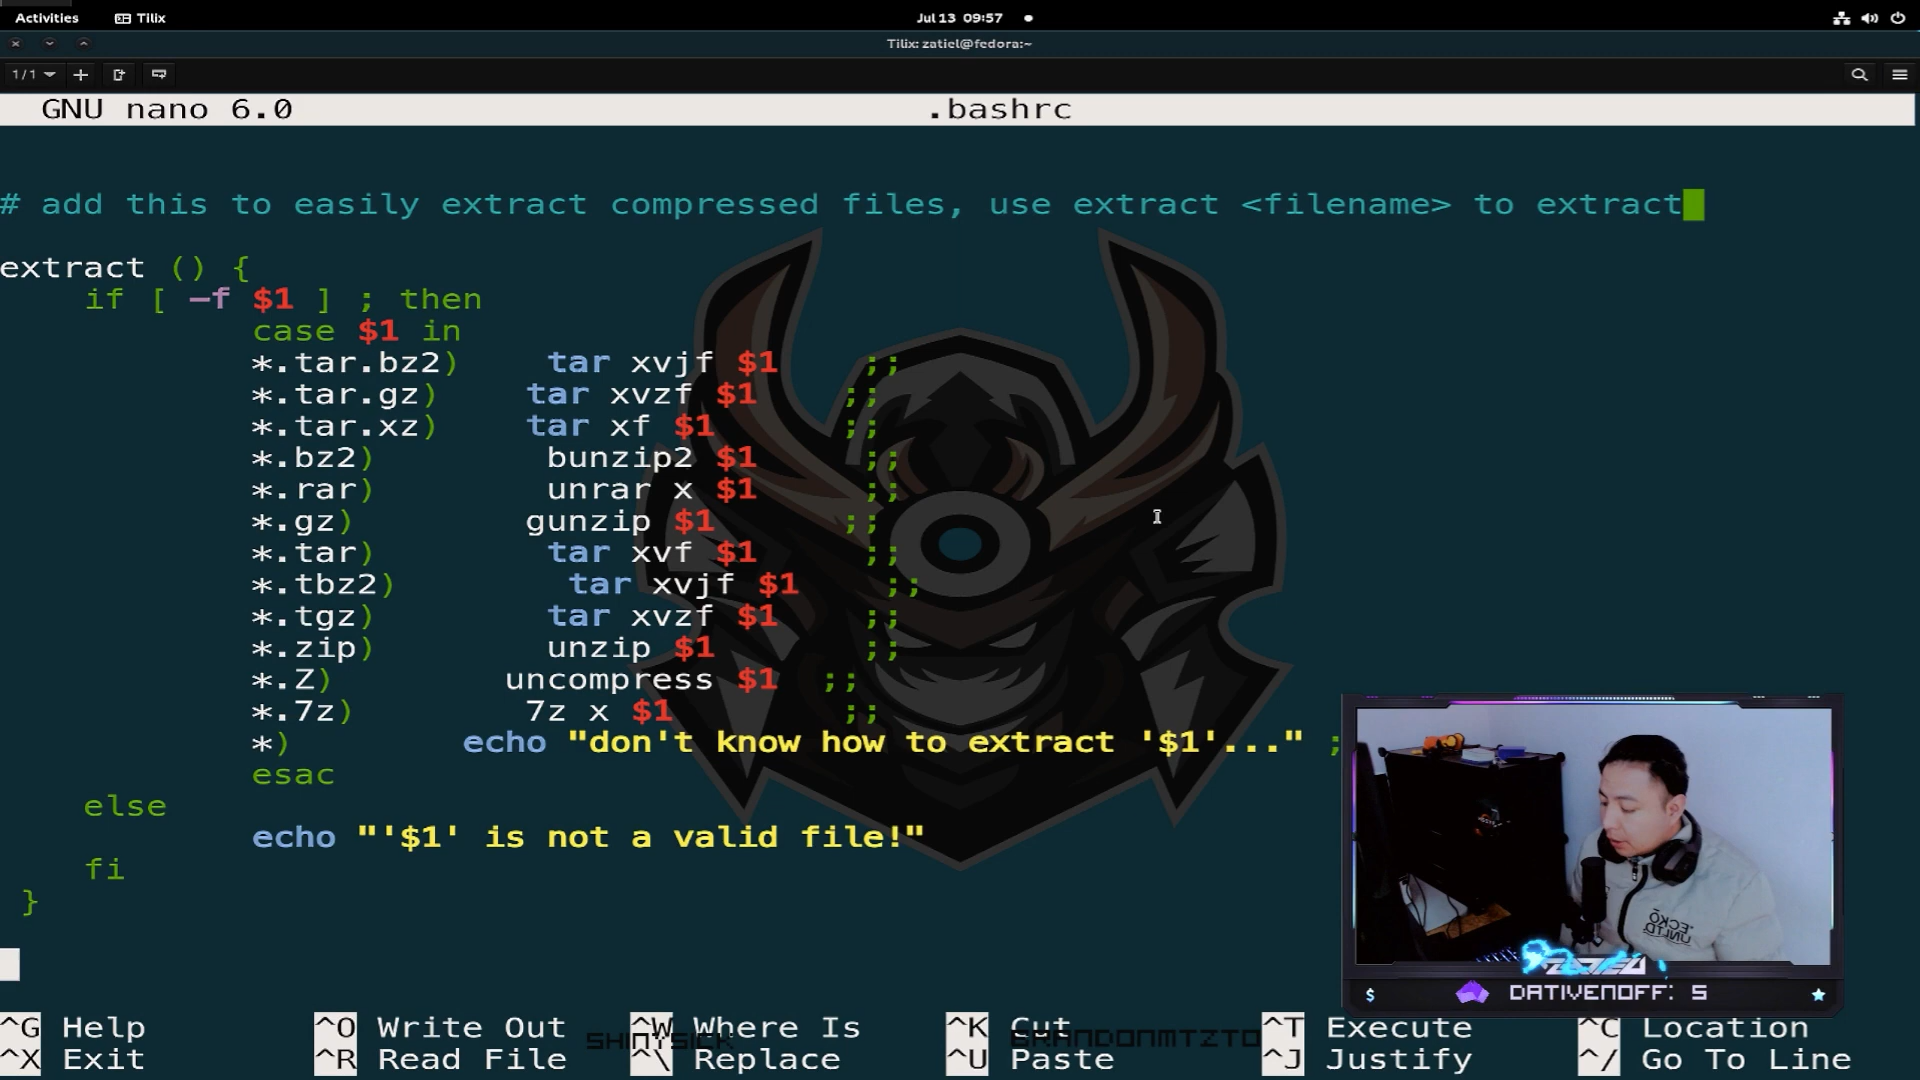 Activities Tilix Jul 13 09:57
Tilix: zatiel@fedora:~
1/1
GNU nano 6.0 .bashrc
# add this to easily extract compressed files, use extract <filename> to extract
extract () {
if [ -f $1 ] ; then
case $1 in
*.tar.bz2) tar xvjf $1 ;;
*.tar.gz) tar xvzf $1 ;;
*.tar.xz) tar xf $1 ;;
*.bz2) bunzip2 $1 ;;
*.rar) unrar x $1 ;;
*.gz) gunzip $1 ;;
*.tar) tar xvf $1 ;;
*.tbz2) tar xvjf $1 ;;
*.tgz) tar xvzf $1 ;;
*.zip) unzip $1 ;;
*.Z) uncompress $1 ;;
*.7z) 7z x $1 ;;
*) echo "don't know how to extract '$1'..." ;
esac
else
echo "'$1' is not a valid file!"
fi
}
ECKŌ
UNLTD.
$ DATIVENOFF: 5
^G Help ^O Write Out ^W Where Is ^K Cut ^T Execute ^C Location
SHINYSICK BRANDONMTZTO
^X Exit ^R Read File ^\ Replace ^U Paste ^J Justify ^/ Go To Line